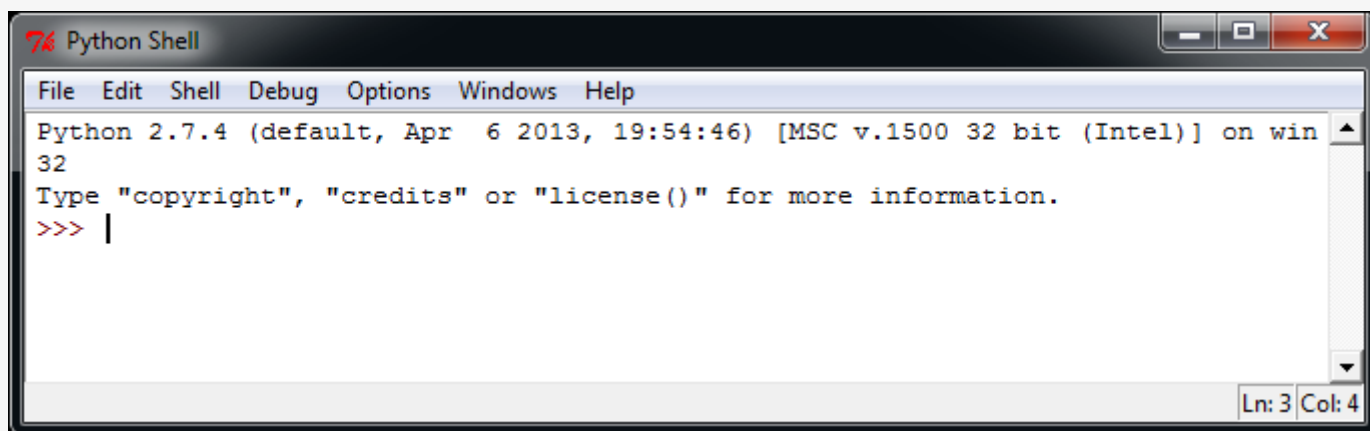 Python Shell
File Edit Shell Debug Options Windows Help
Python 2.7.4 (default, Apr  6 2013, 19:54:46) [MSC v.1500 32 bit (Intel)] on win
32
Type "copyright", "credits" or "license()" for more information.
>>>
Ln: 3 Col: 4